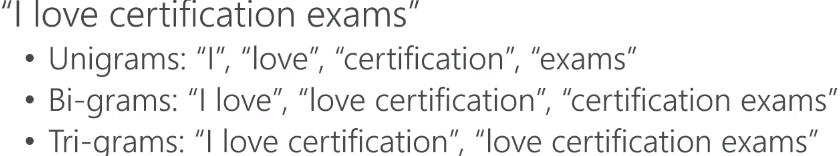 “I love certification exams”
• Unigrams: “I”, “love”, “certification”, “exams”
• Bi-grams: “I love”, “love certification”, “certification exams”
• Tri-grams: “I love certification”, “love certification exams”